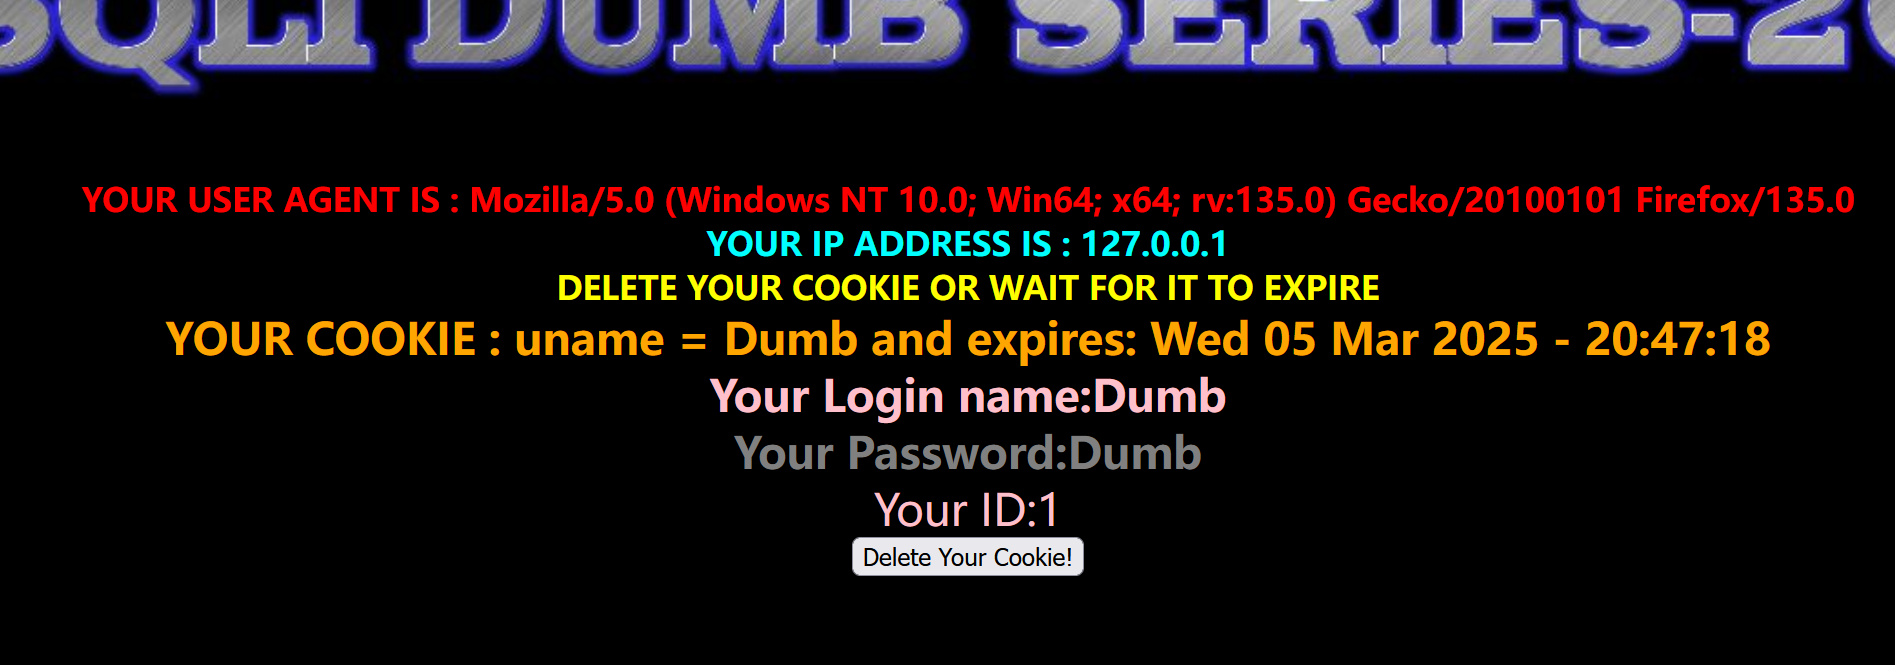 SQLI DUMB SERIES-20
YOUR USER AGENT IS : Mozilla/5.0 (Windows NT 10.0; Win64; x64; rv:135.0) Gecko/20100101 Firefox/135.0
YOUR IP ADDRESS IS : 127.0.0.1
DELETE YOUR COOKIE OR WAIT FOR IT TO EXPIRE
YOUR COOKIE : uname = Dumb and expires: Wed 05 Mar 2025 - 20:47:18
Your Login name:Dumb
Your Password:Dumb
Your ID:1
Delete Your Cookie!